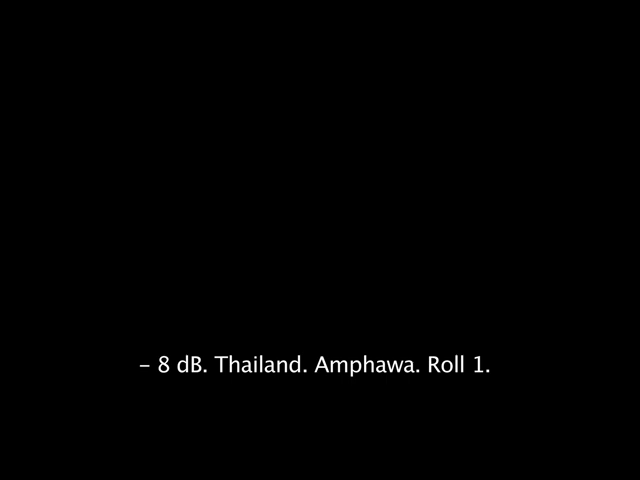 – 8 dB. Thailand. Amphawa. Roll 1.